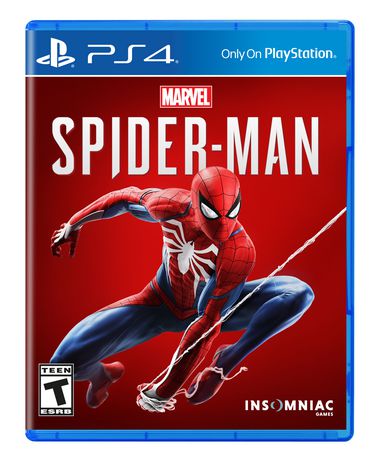 PS4
Only On PlayStation®
MARVEL
SPIDER-MAN
TEEN
T
ESRB
INSOMNIAC
GAMES